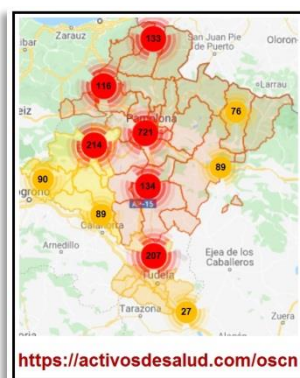 Zarauz
133
San Juan Pie
de Puerto
Oloron-
116
Larrau
76
Pamplona
721
214
89
90
134
A-15
89
Calahorra
Arnedillo
207
Ejea de los
Caballeros
Tudela
Tarazona
27
Zuera
https://activosdesalud.com/oscn